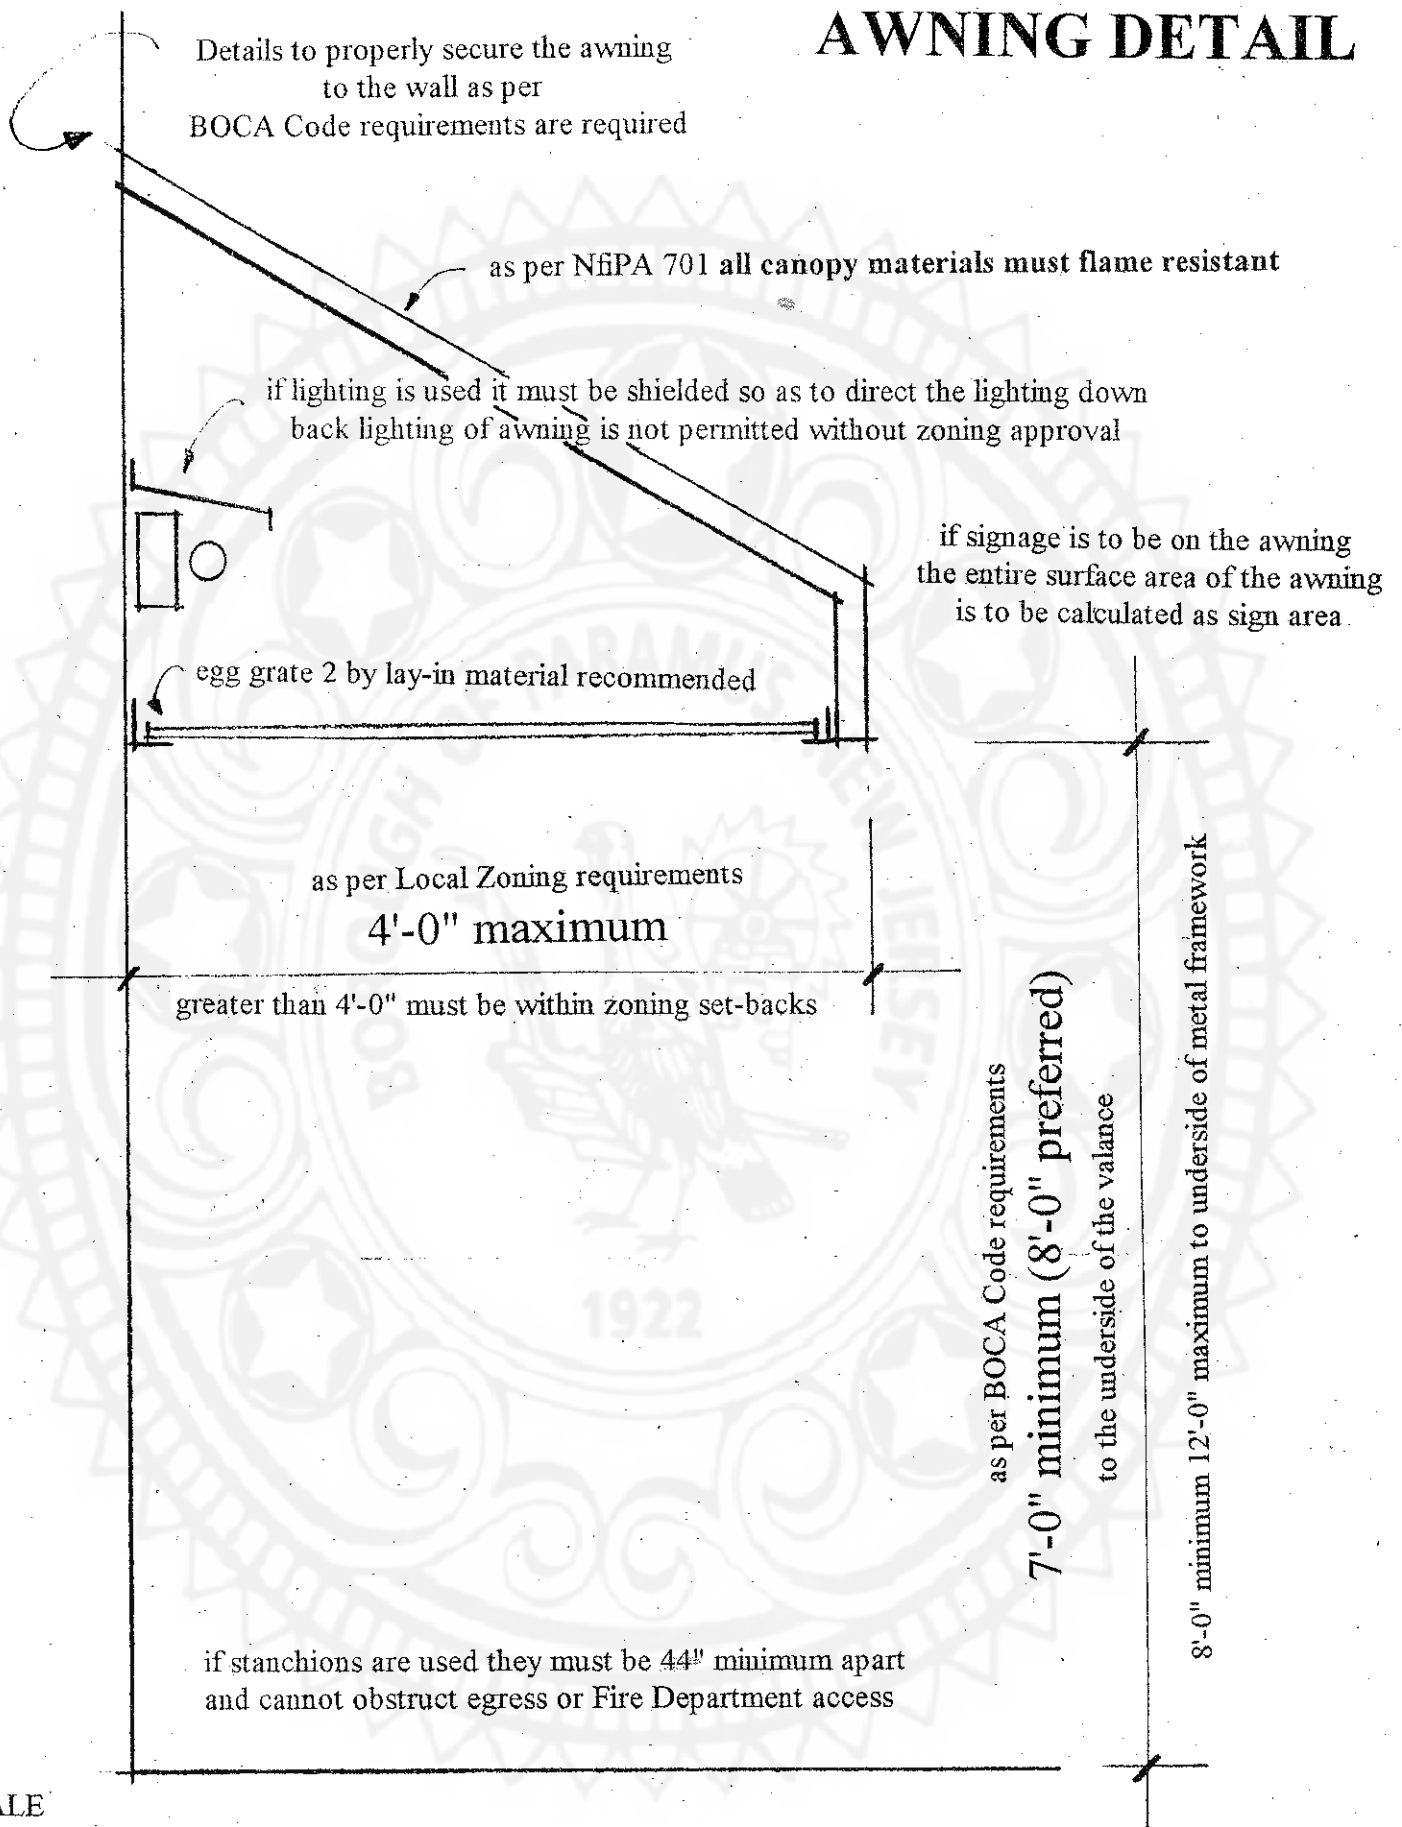 AWNING DETAIL
Details to properly secure the awning
to the wall as per
BOCA Code requirements are required
as per NfiPA 701 all canopy materials must flame resistant
if lighting is used it must be shielded so as to direct the lighting down
back lighting of awning is not permitted without zoning approval
if signage is to be on the awning
the entire surface area of the awning
is to be calculated as sign area
egg grate 2 by lay-in material recommended
as per Local Zoning requirements
4'-0" maximum
greater than 4'-0" must be within zoning set-backs
as per BOCA Code requirements
7'-0" minimum (8'-0" preferred)
to the underside of the valance
8'-0" minimum 12'-0" maximum to underside of metal framework
BOROUGH OF PARAMUS NEW JERSEY
1922
if stanchions are used they must be 44" minimum apart
and cannot obstruct egress or Fire Department access
ALE